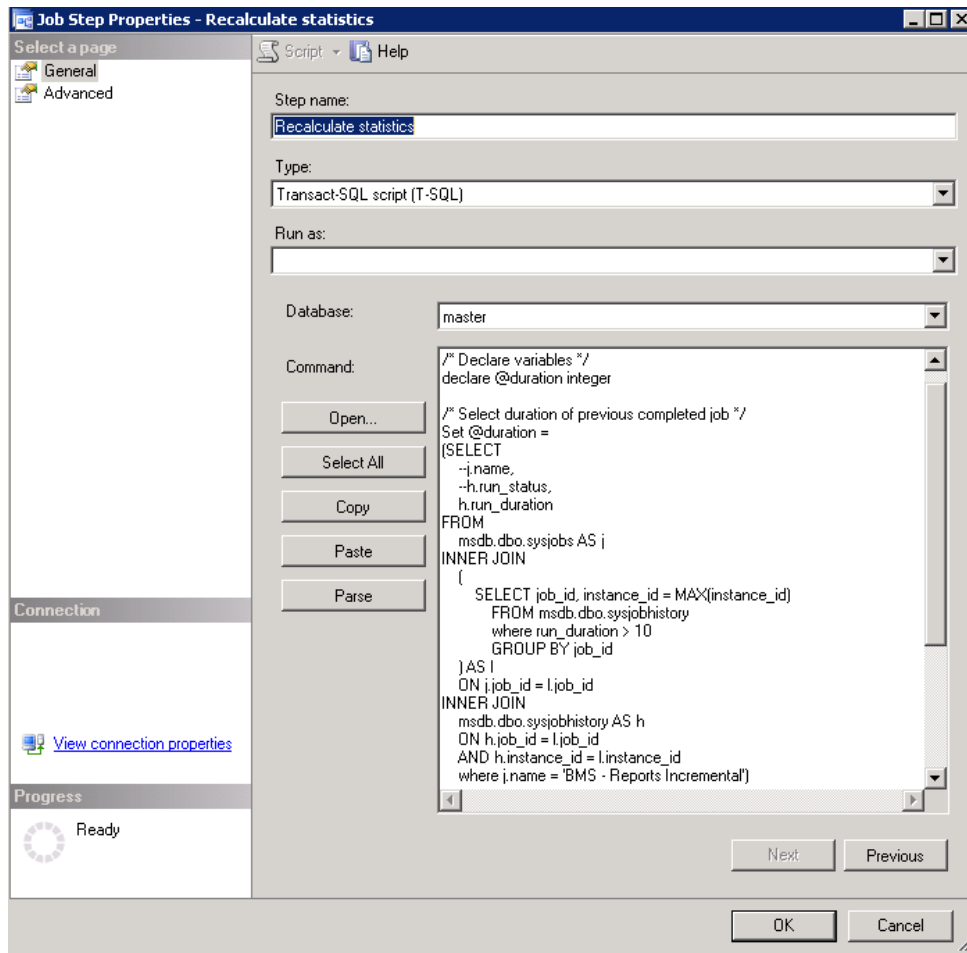 Job Step Properties - Recalculate statistics
Select a page
General
Advanced
Script
Help
Step name:
Recalculate statistics
Type:
Transact-SQL script (T-SQL)
Run as:
Database:
master
Command:
Open...
Select All
Copy
Paste
Parse
/* Declare variables */
declare @duration integer
/* Select duration of previous completed job */
Set @duration =
(SELECT
--j.name,
--h.run_status,
h.run_duration
FROM
msdb.dbo.sysjobs AS j
INNER JOIN
(
SELECT job_id, instance_id = MAX(instance_id)
FROM msdb.dbo.sysjobhistory
where run_duration > 10
GROUP BY job_id
) AS l
ON j.job_id = l.job_id
INNER JOIN
msdb.dbo.sysjobhistory AS h
ON h.job_id = l.job_id
AND h.instance_id = l.instance_id
where j.name = 'BMS - Reports Incremental')
Connection
View connection properties
Progress
Ready
Next
Previous
OK
Cancel